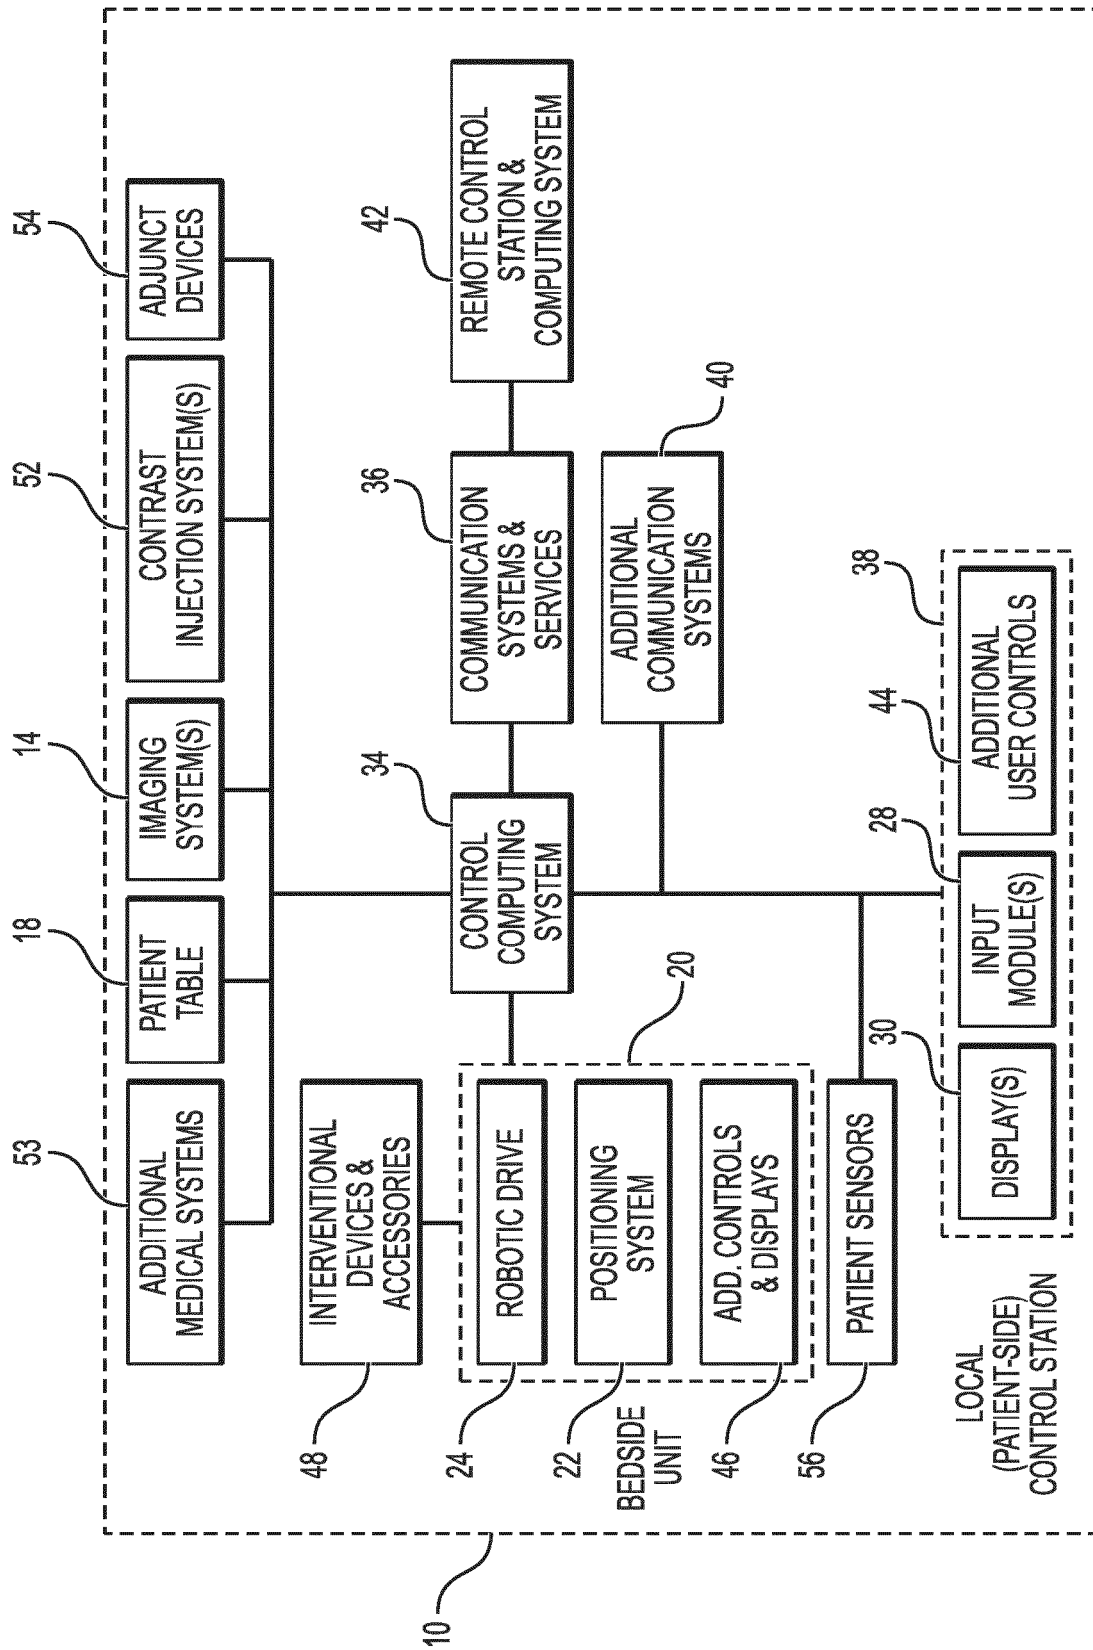 10
53
18
14
52
54
ADDITIONAL
MEDICAL SYSTEMS
PATIENT
TABLE
IMAGING
SYSTEM(S)
CONTRAST
INJECTION SYSTEM(S)
ADJUNCT
DEVICES
48
INTERVENTIONAL
DEVICES &
ACCESSORIES
34
36
42
CONTROL
COMPUTING
SYSTEM
COMMUNICATION
SYSTEMS &
SERVICES
REMOTE CONTROL
STATION &
COMPUTING SYSTEM
24
ROBOTIC DRIVE
20
22
POSITIONING
SYSTEM
BEDSIDE
UNIT
46
ADD. CONTROLS
& DISPLAYS
ADDITIONAL
COMMUNICATION
SYSTEMS
40
56
PATIENT SENSORS
30
28
44
38
LOCAL
(PATIENT-SIDE)
CONTROL STATION
DISPLAY(S)
INPUT
MODULE(S)
ADDITIONAL
USER CONTROLS